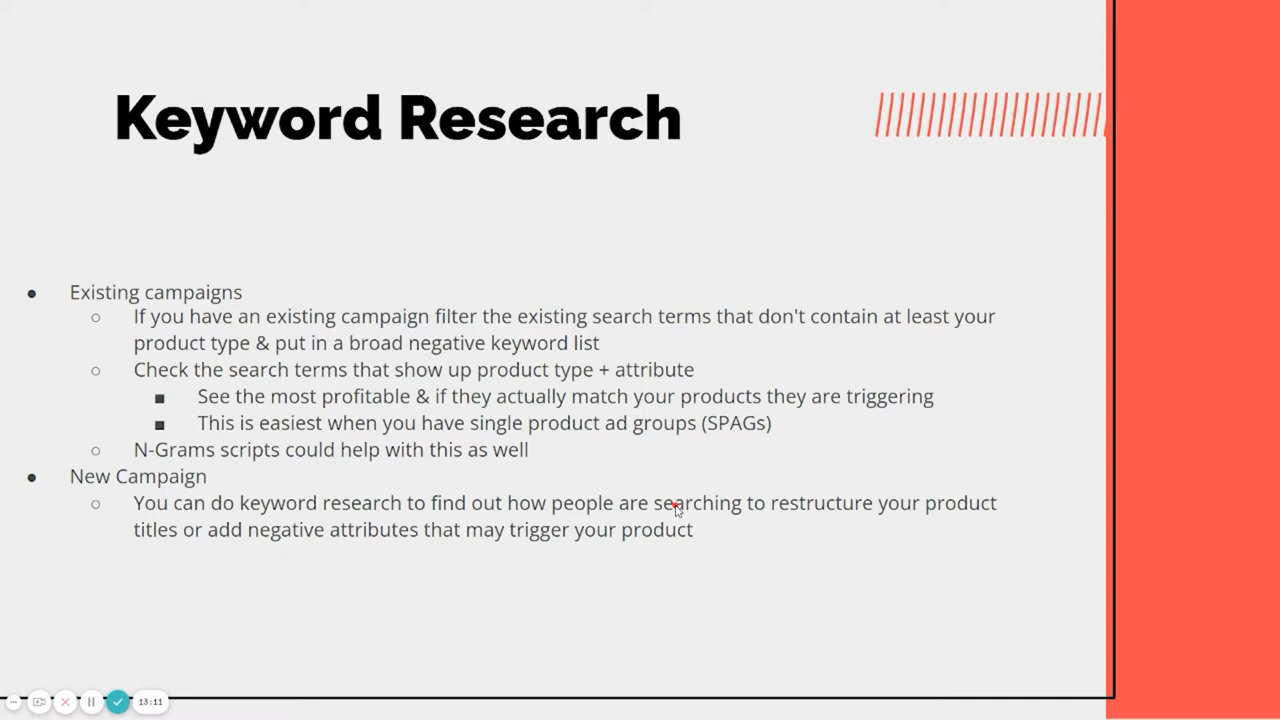 Keyword Research
Existing campaigns
If you have an existing campaign filter the existing search terms that don't contain at least your
product type & put in a broad negative keyword list
Check the search terms that show up product type + attribute
See the most profitable & if they actually match your products they are triggering
This is easiest when you have single product ad groups (SPAGs)
N-Grams scripts could help with this as well
New Campaign
You can do keyword research to find out how people are searching to restructure your product
titles or add negative attributes that may trigger your product
13:11